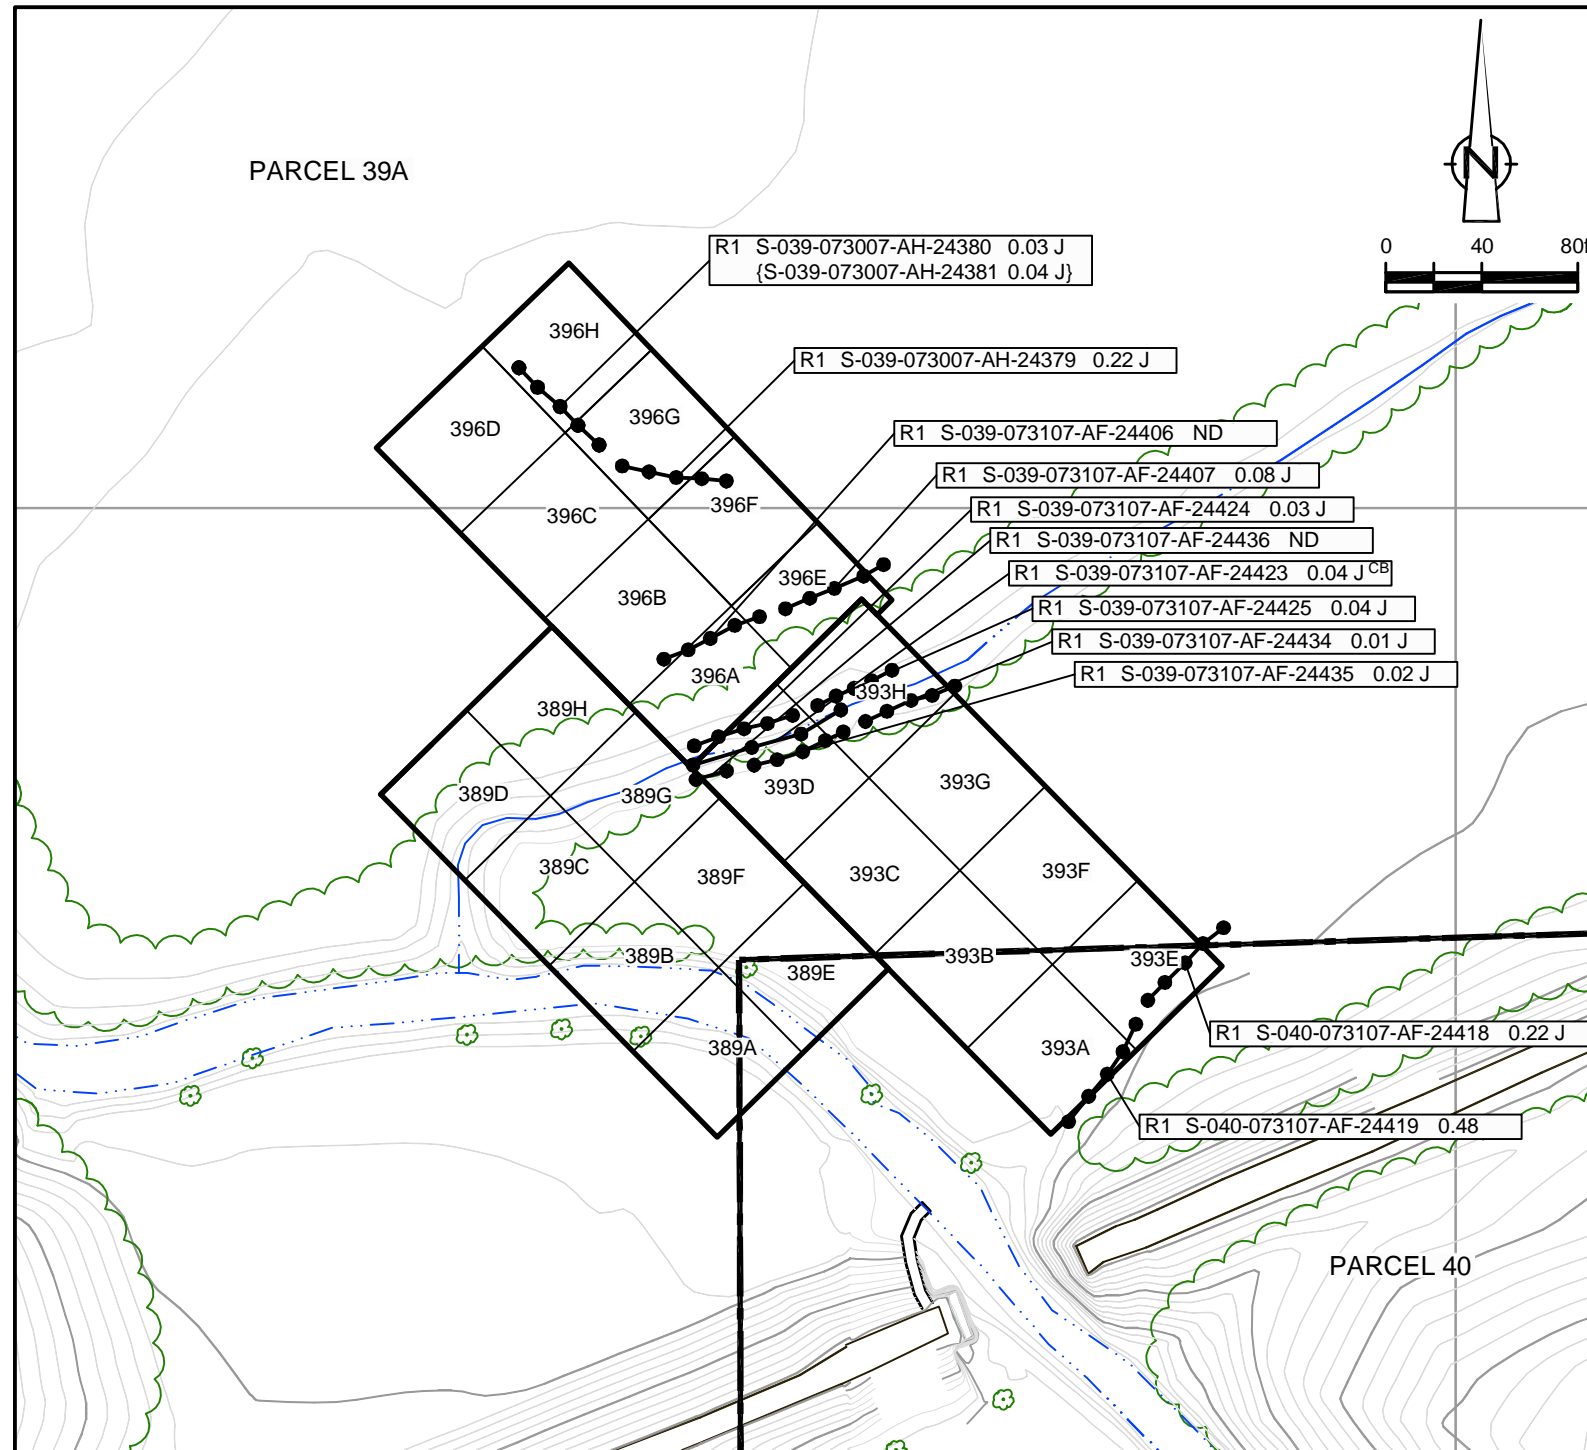 PARCEL 39A
N
0 40 80f
R1 S-039-073007-AH-24380 0.03 J
{S-039-073007-AH-24381 0.04 J}
396H
R1 S-039-073007-AH-24379 0.22 J
396G
396D
R1 S-039-073107-AF-24406 ND
R1 S-039-073107-AF-24407 0.08 J
396F
396C
R1 S-039-073107-AF-24424 0.03 J
R1 S-039-073107-AF-24436 ND
R1 S-039-073107-AF-24423 0.04 J CB
396E
396B
R1 S-039-073107-AF-24425 0.04 J
R1 S-039-073107-AF-24434 0.01 J
R1 S-039-073107-AF-24435 0.02 J
396A
393H
389H
389D
389G
393D
393G
389C
389F
393C
393F
389B
393B
393E
389E
R1 S-040-073107-AF-24418 0.22 J
389A
393A
R1 S-040-073107-AF-24419 0.48
PARCEL 40